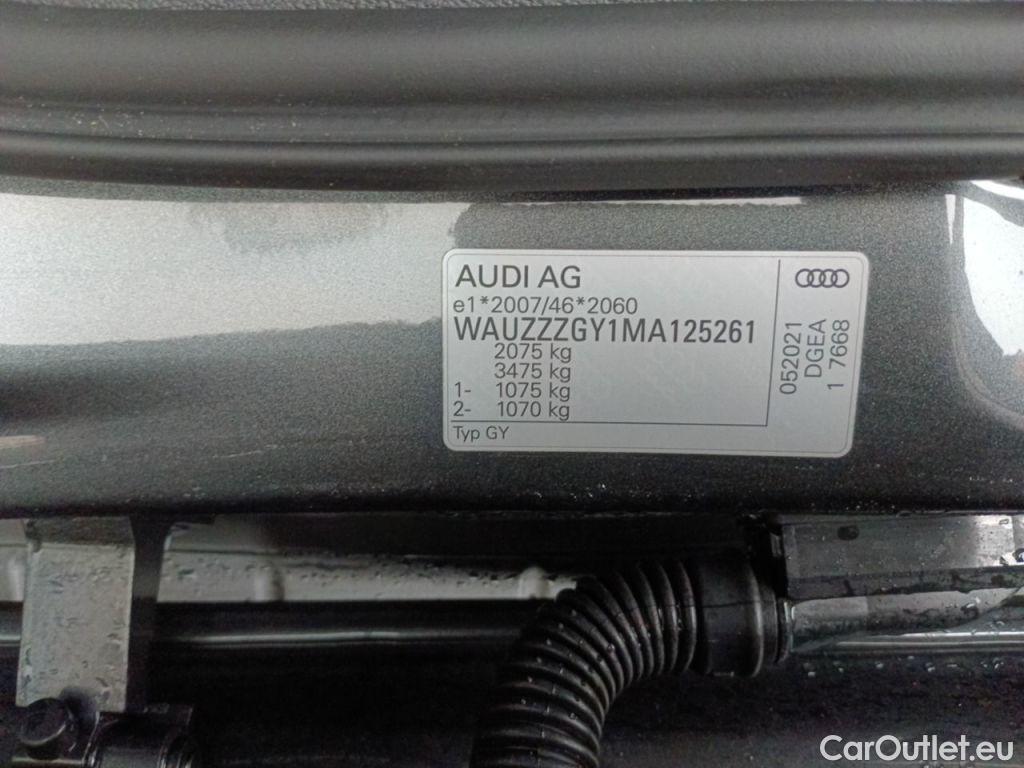 AUDI AG
e1*2007/46*2060
WAUZZZGY1MA125261
2075 kg
3475 kg
1- 1075 kg
2- 1070 kg
Typ GY
052021
DGEA
1 7668
CarOutlet.eu